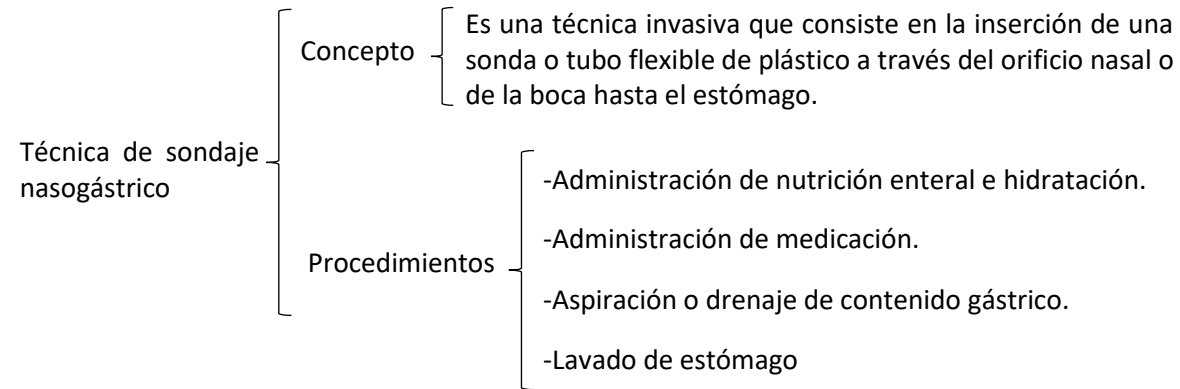 Técnica de sondaje
nasogástrico
Concepto
Es una técnica invasiva que consiste en la inserción de una
sonda o tubo flexible de plástico a través del orificio nasal o
de la boca hasta el estómago.
Procedimientos
-Administración de nutrición enteral e hidratación.
-Administración de medicación.
-Aspiración o drenaje de contenido gástrico.
-Lavado de estómago